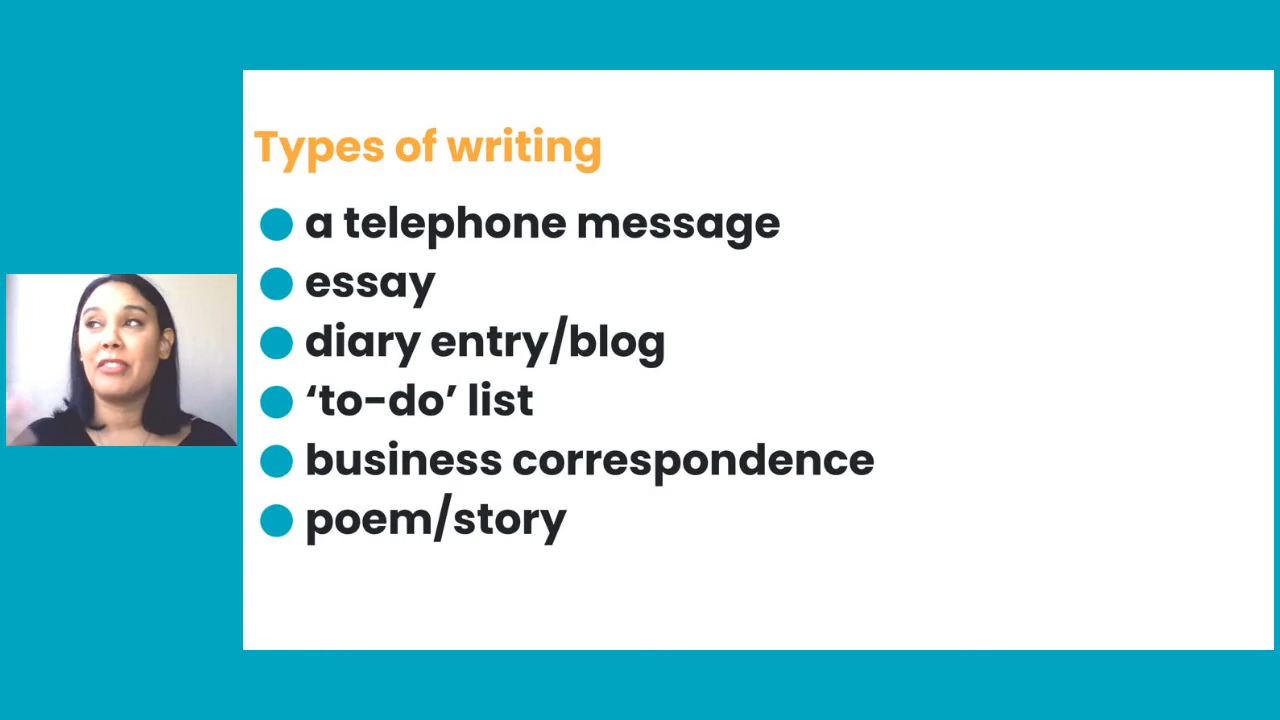 Types of writing
a telephone message
essay
diary entry/blog
‘to-do’ list
business correspondence
poem/story